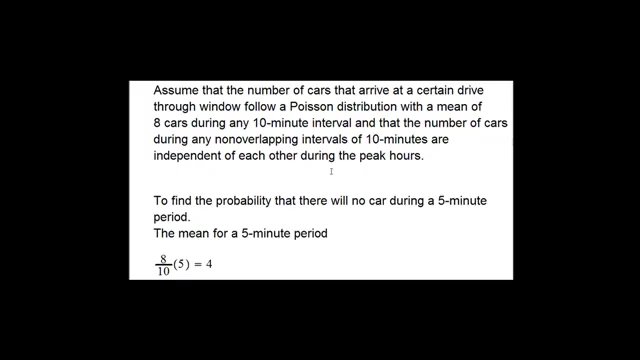 Assume that the number of cars that arrive at a certain drive
through window follow a Poisson distribution with a mean of
8 cars during any 10-minute interval and that the number of cars
during any nonoverlapping intervals of 10-minutes are
independent of each other during the peak hours.
To find the probability that there will no car during a 5-minute
period.
The mean for a 5-minute period
8/10 (5) = 4